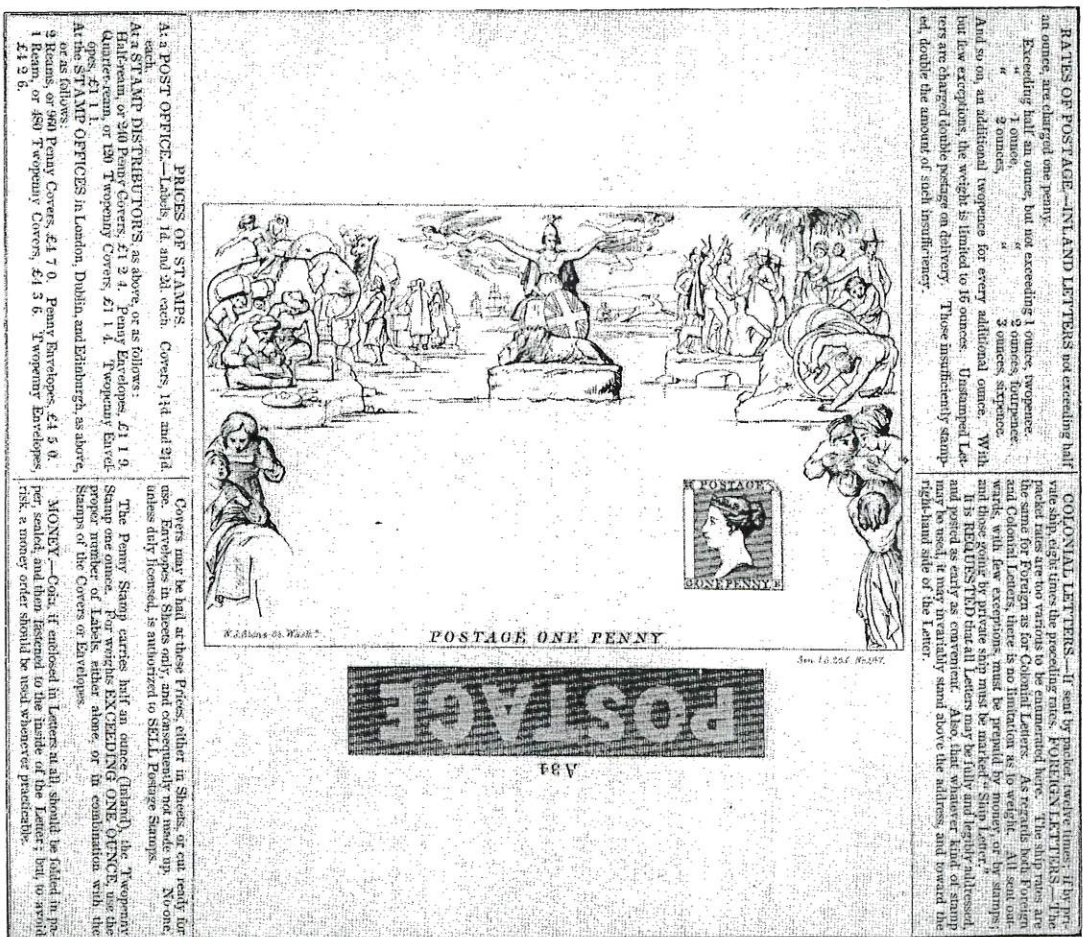 RATES OF POSTAGE.—INLAND LETTERS not exceeding half
an ounce, are charged one penny.
Exceeding half an ounce, but not exceeding 1 ounce, twopence.
“ 1 ounce, “ 2 ounces, fourpence.
“ 2 ounces, “ 3 ounces, sixpence.
And so on, an additional twopence for every additional ounce. With
but few exceptions, the weight is limited to 16 ounces. Unstamped Let-
ters are charged double postage on delivery. Those insufficiently stamp-
ed, double the amount of such insufficiency.
COLONIAL LETTERS.—If sent by packet, twelve times; if by pri-
vate ship, eight times the preceding rates. FOREIGN LETTERS.—The
packet rates are too various to be enumerated here. The ship rates are
the same for Foreign as for Colonial Letters. As regards both Foreign
and Colonial Letters, there is no limitation as to weight. All sent out-
wards, with few exceptions, must be prepaid by money, or by stamps;
and those going by private ship must be marked “Ship Letter.”
It is REQUESTED that all Letters may be fully and legibly addressed,
and posted as early as convenient. Also, that whatever kind of stamp
may be used, it may invariably stand above the address, and toward the
right-hand side of the Letter.
PRICES OF STAMPS.
At a POST OFFICE.—Labels, 1d. and 2d. each. Covers, 1¼d. and 2¼d.
each.
At a STAMP DISTRIBUTOR'S, as above, or as follows:
Half-ream, or 240 Penny Covers, £1 2 4. Penny Envelopes, £1 1 9.
Quarter-ream, or 120 Twopenny Covers, £1 1 4. Twopenny Envel-
opes, £1 1 1.
At the STAMP OFFICES in London, Dublin, and Edinburgh, as above,
or as follows:
2 Reams, or 960 Penny Covers, £4 7 0. Penny Envelopes, £4 5 0.
1 Ream, or 480 Twopenny Covers, £4 3 6. Twopenny Envelopes,
£4 2 6.
Covers may be had at these Prices, either in Sheets, or cut ready for
use. Envelopes in Sheets only, and consequently not made up. No one,
unless duly licensed, is authorized to SELL Postage Stamps.
The Penny Stamp carries half an ounce (Inland), the Twopenny
Stamp one ounce. For weights EXCEEDING ONE OUNCE, use the
proper number of Labels, either alone, or in combination with the
Stamps of the Covers or Envelopes.
MONEY.—Coin, if enclosed in Letters at all, should be folded in pa-
per, sealed, and then fastened to the inside of the Letter; but, to avoid
risk, a money order should be used whenever practicable.
POSTAGE
ONE PENNY
POSTAGE ONE PENNY
POSTAGE